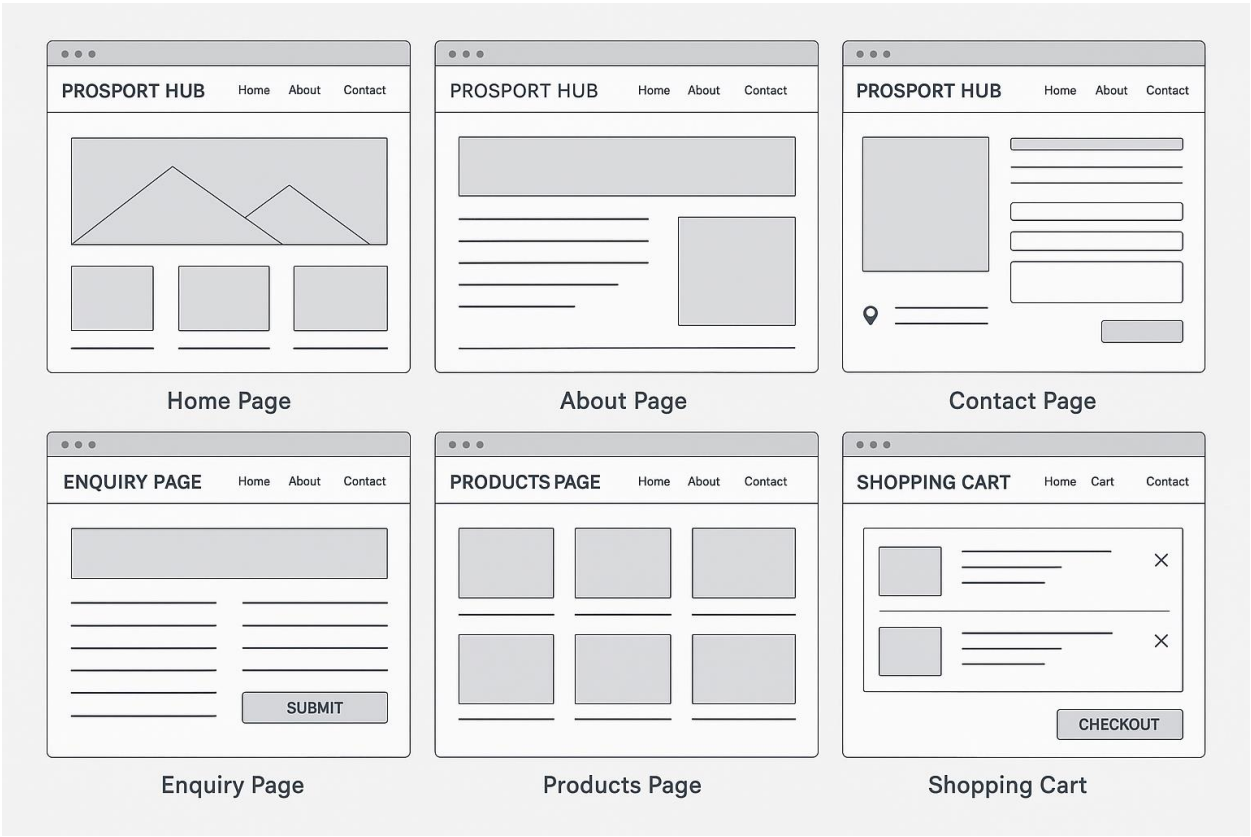 PROSPORT HUB Home About Contact
PROSPORT HUB Home About Contact
PROSPORT HUB Home About Contact
Home Page
About Page
Contact Page
ENQUIRY PAGE Home About Contact
PRODUCTS PAGE Home About Contact
SHOPPING CART Home Cart Contact
SUBMIT
CHECKOUT
Enquiry Page
Products Page
Shopping Cart